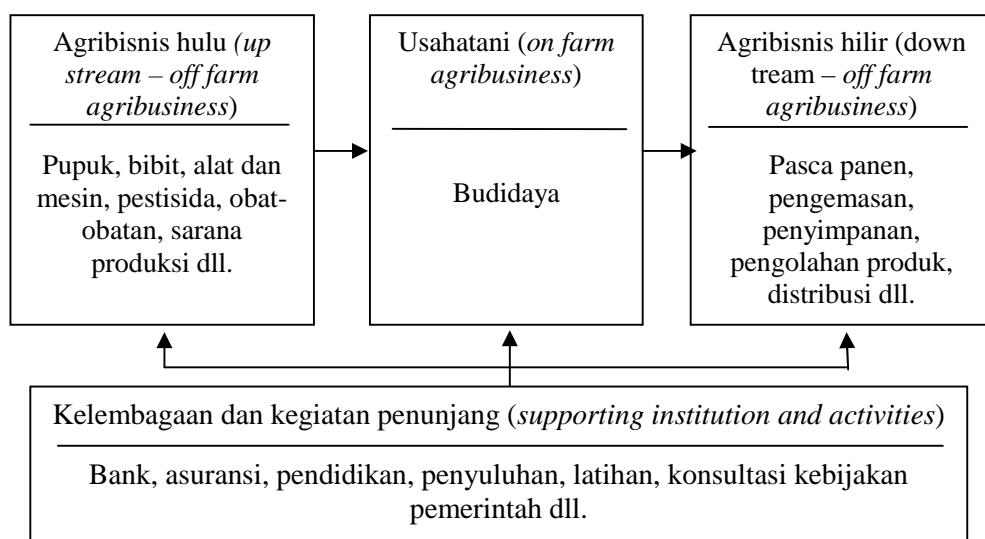 Agribisnis hulu (up
stream – off farm
agribusiness)
Pupuk, bibit, alat dan
mesin, pestisida, obat-
obatan, sarana
produksi dll.
Usahatani (on farm
agribusiness)
Budidaya
Agribisnis hilir (down
tream – off farm
agribusiness)
Pasca panen,
pengemasan,
penyimpanan,
pengolahan produk,
distribusi dll.
Kelembagaan dan kegiatan penunjang (supporting institution and activities)
Bank, asuransi, pendidikan, penyuluhan, latihan, konsultasi kebijakan
pemerintah dll.